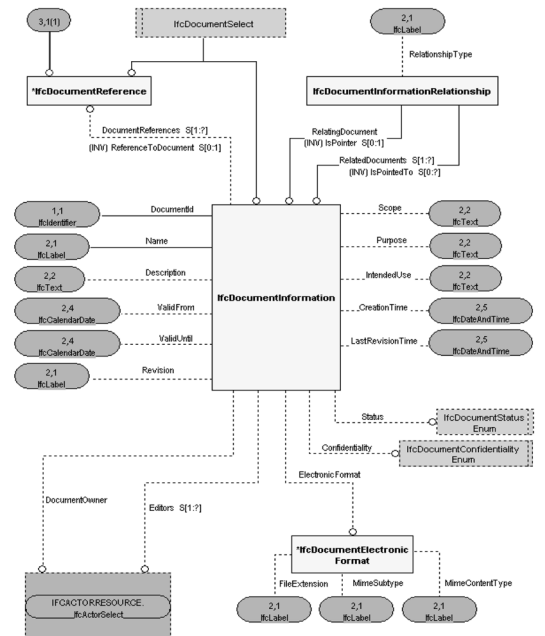 3,1(1)
IfcDocumentSelect
2,1
IfcLabel
RelationshipType
*IfcDocumentReference
IfcDocumentInformationRelationship
DocumentReferences S[1:?]
(INV) ReferenceToDocument S[0:1]
RelatingDocument
(INV) IsPointer S[0:1]
RelatedDocuments S[1:?]
(INV) IsPointedTo S[0:?]
1,1
IfcIdentifier
DocumentId
Scope
2,2
IfcText
2,1
IfcLabel
Name
Purpose
2,2
IfcText
2,2
IfcText
Description
IfcDocumentInformation
IntendedUse
2,2
IfcText
2,4
IfcCalendarDate
ValidFrom
CreationTime
2,5
IfcDateAndTime
2,4
IfcCalendarDate
ValidUntil
LastRevisionTime
2,5
IfcDateAndTime
2,1
IfcLabel
Revision
Status
IfcDocumentStatus
Enum
Confidentiality
IfcDocumentConfidentiality
Enum
ElectronicFormat
DocumentOwner
Editors S[1:?]
*IfcDocumentElectronic
Format
FileExtension
MimeSubtype
MimeContentType
IFCACTORRESOURCE.
IfcActorSelect
2,1
IfcLabel
2,1
IfcLabel
2,1
IfcLabel